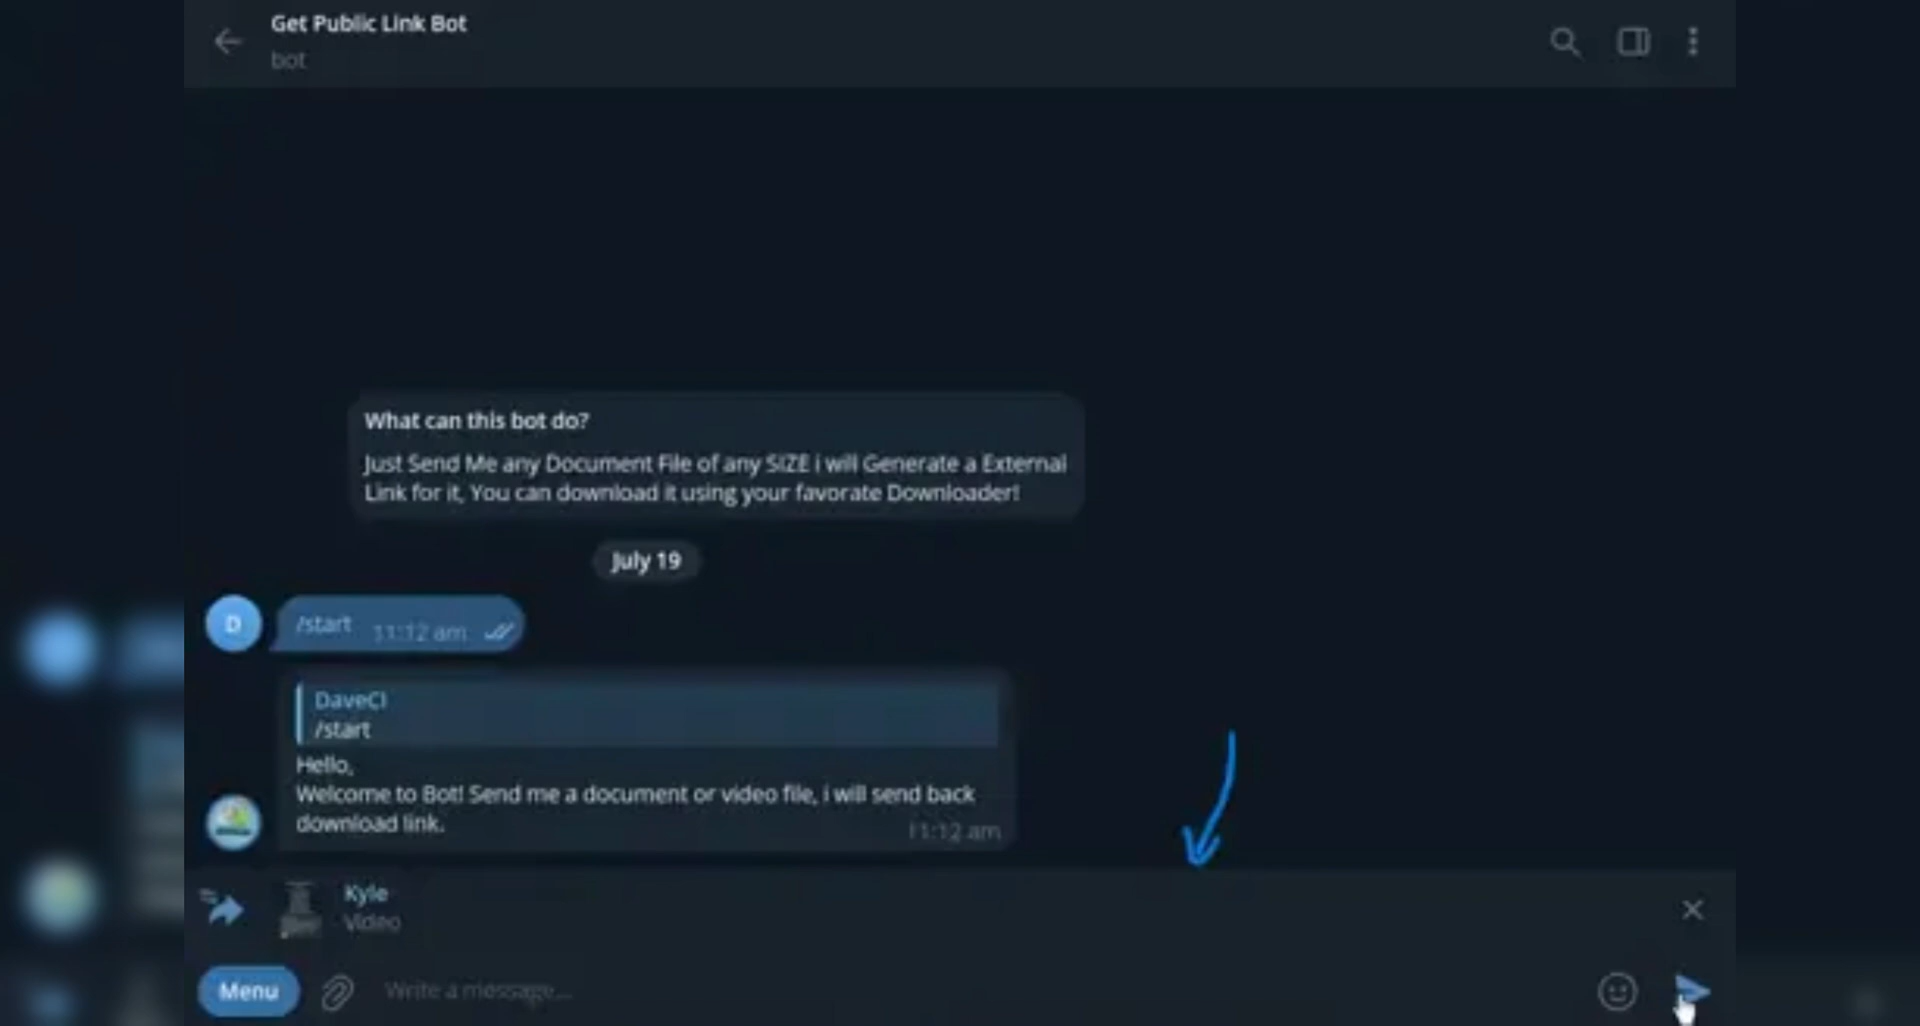 Get Public Link Bot
bot
What can this bot do?
Just Send Me any Document File of any SIZE i will Generate a External
Link for it, You can download it using your favorate Downloader!
July 19
D
/start 11:12 am
DaveCI
/start
Hello,
Welcome to Bot! Send me a document or video file, i will send back
download link.
11:12 am
Kyle
Video
Menu
Write a message...